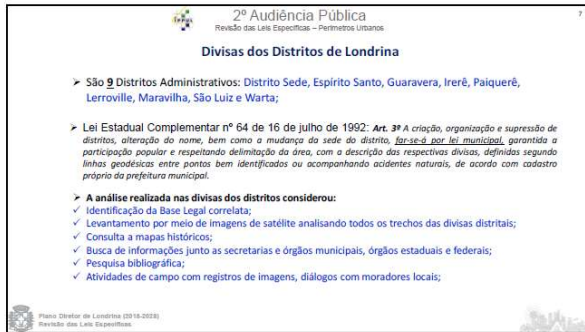 IPPUL
2º Audiência Pública
7
Revisão das Leis Específicas – Perímetros Urbanos
Divisas dos Distritos de Londrina
➢ São 9 Distritos Administrativos: Distrito Sede, Espírito Santo, Guaravera, Irerê, Paiquerê,
Lerroville, Maravilha, São Luiz e Warta;
➢ Lei Estadual Complementar nº 64 de 16 de julho de 1992: Art. 3º A criação, organização e supressão de
distritos, alteração do nome, bem como a mudança da sede do distrito, far-se-á por lei municipal, garantida a
participação popular e respeitando delimitação da área, com a descrição das respectivas divisas, definidas segundo
linhas geodésicas entre pontos bem identificados ou acompanhando acidentes naturais, de acordo com cadastro
próprio da prefeitura municipal.
➢ A análise realizada nas divisas dos distritos considerou:
✓ Identificação da Base Legal correlata;
✓ Levantamento por meio de imagens de satélite analisando todos os trechos das divisas distritais;
✓ Consulta a mapas históricos;
✓ Busca de informações junto as secretarias e órgãos municipais, órgãos estaduais e federais;
✓ Pesquisa bibliográfica;
✓ Atividades de campo com registros de imagens, diálogos com moradores locais;
Plano Diretor de Londrina (2018-2028)
Revisão das Leis Específicas